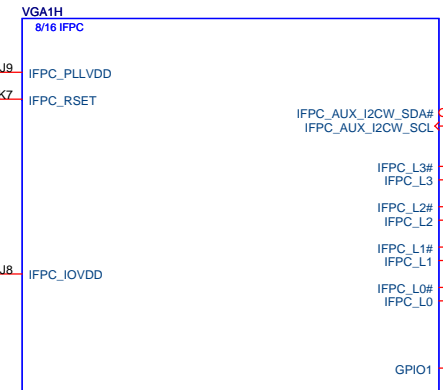 VGA1H
8/16 IFPC
J9
IFPC_PLLVDD
K7
IFPC_RSET
IFPC_AUX_I2CW_SDA#
IFPC_AUX_I2CW_SCL
IFPC_L3#
IFPC_L3
IFPC_L2#
IFPC_L2
IFPC_L1#
IFPC_L1
J8
IFPC_IOVDD
IFPC_L0#
IFPC_L0
GPIO1